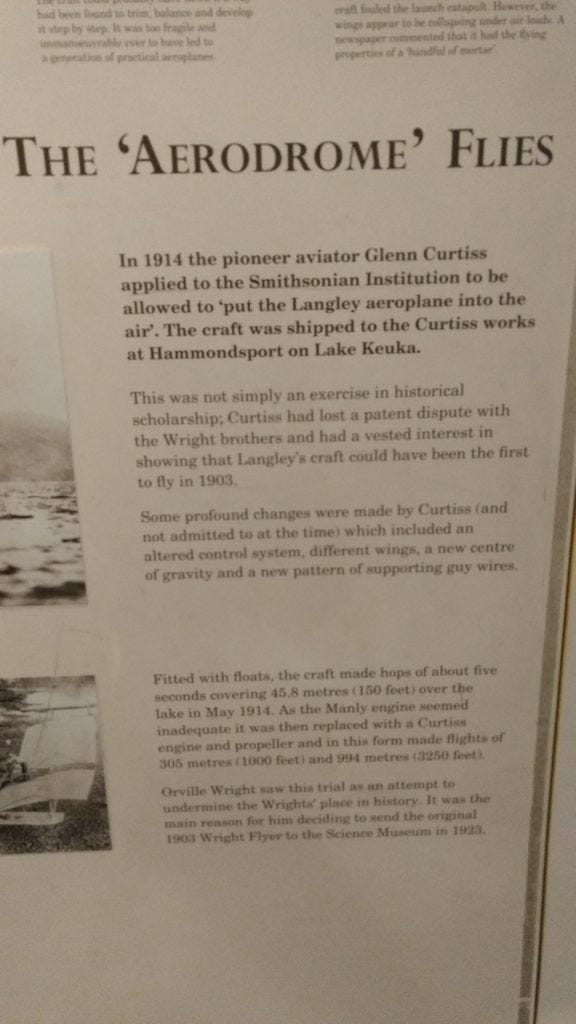 had been found to trim, balance and develop
it step by step. It was too fragile and
unmanoeuvrable ever to have led to
a generation of practical aeroplanes.
craft fouled the launch catapult. However, the
wings appear to be collapsing under air loads. A
newspaper commented that it had the flying
properties of a 'handful of mortar'
THE 'AERODROME' FLIES
In 1914 the pioneer aviator Glenn Curtiss
applied to the Smithsonian Institution to be
allowed to 'put the Langley aeroplane into the
air'. The craft was shipped to the Curtiss works
at Hammondsport on Lake Keuka.
This was not simply an exercise in historical
scholarship; Curtiss had lost a patent dispute with
the Wright brothers and had a vested interest in
showing that Langley's craft could have been the first
to fly in 1903.
Some profound changes were made by Curtiss (and
not admitted to at the time) which included an
altered control system, different wings, a new centre
of gravity and a new pattern of supporting guy wires.
Fitted with floats, the craft made hops of about five
seconds covering 45.8 metres (150 feet) over the
lake in May 1914. As the Manly engine seemed
inadequate it was then replaced with a Curtiss
engine and propeller and in this form made flights of
305 metres (1000 feet) and 994 metres (3250 feet).
Orville Wright saw this trial as an attempt to
undermine the Wrights' place in history. It was the
main reason for him deciding to send the original
1903 Wright Flyer to the Science Museum in 1923.